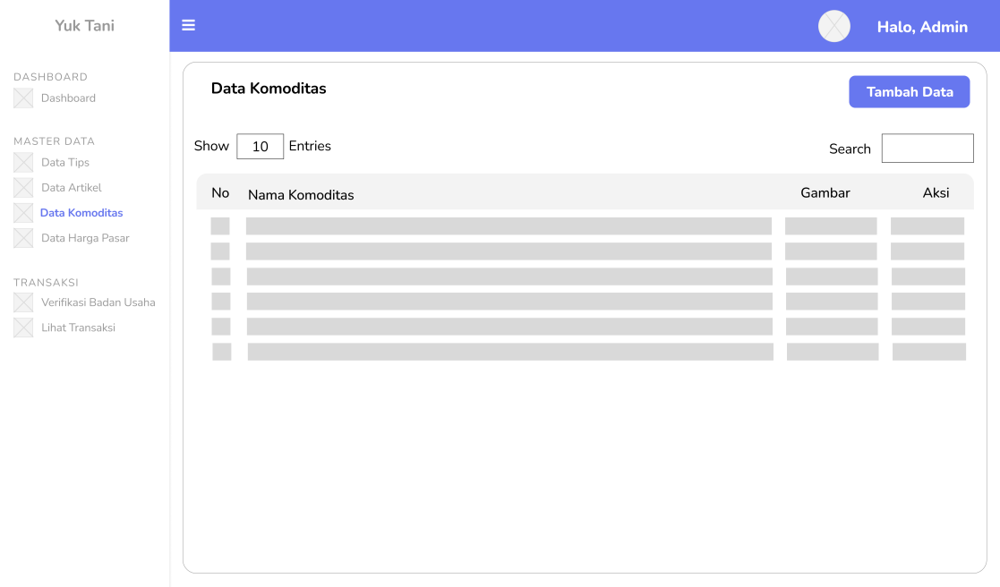 Yuk Tani
Halo, Admin
DASHBOARD
Dashboard
MASTER DATA
Data Tips
Data Artikel
Data Komoditas
Data Harga Pasar
TRANSAKSI
Verifikasi Badan Usaha
Lihat Transaksi
Data Komoditas
Tambah Data
Show 10 Entries
Search
No Nama Komoditas Gambar Aksi